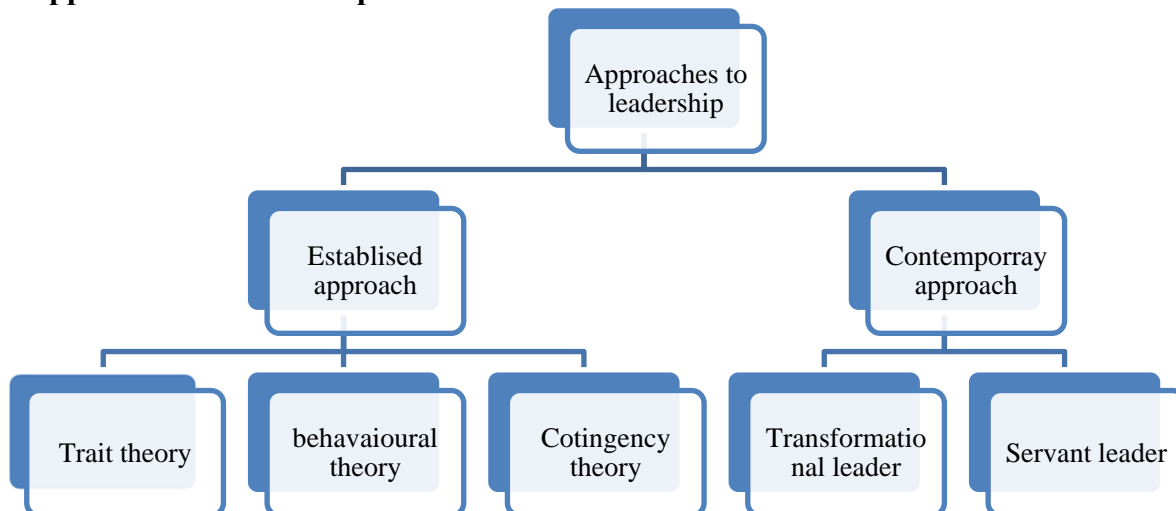 Approaches to
leadership
Establised
approach
Contemporray
approach
Trait theory
behavaioural
theory
Cotingency
theory
Transformatio
nal leader
Servant leader